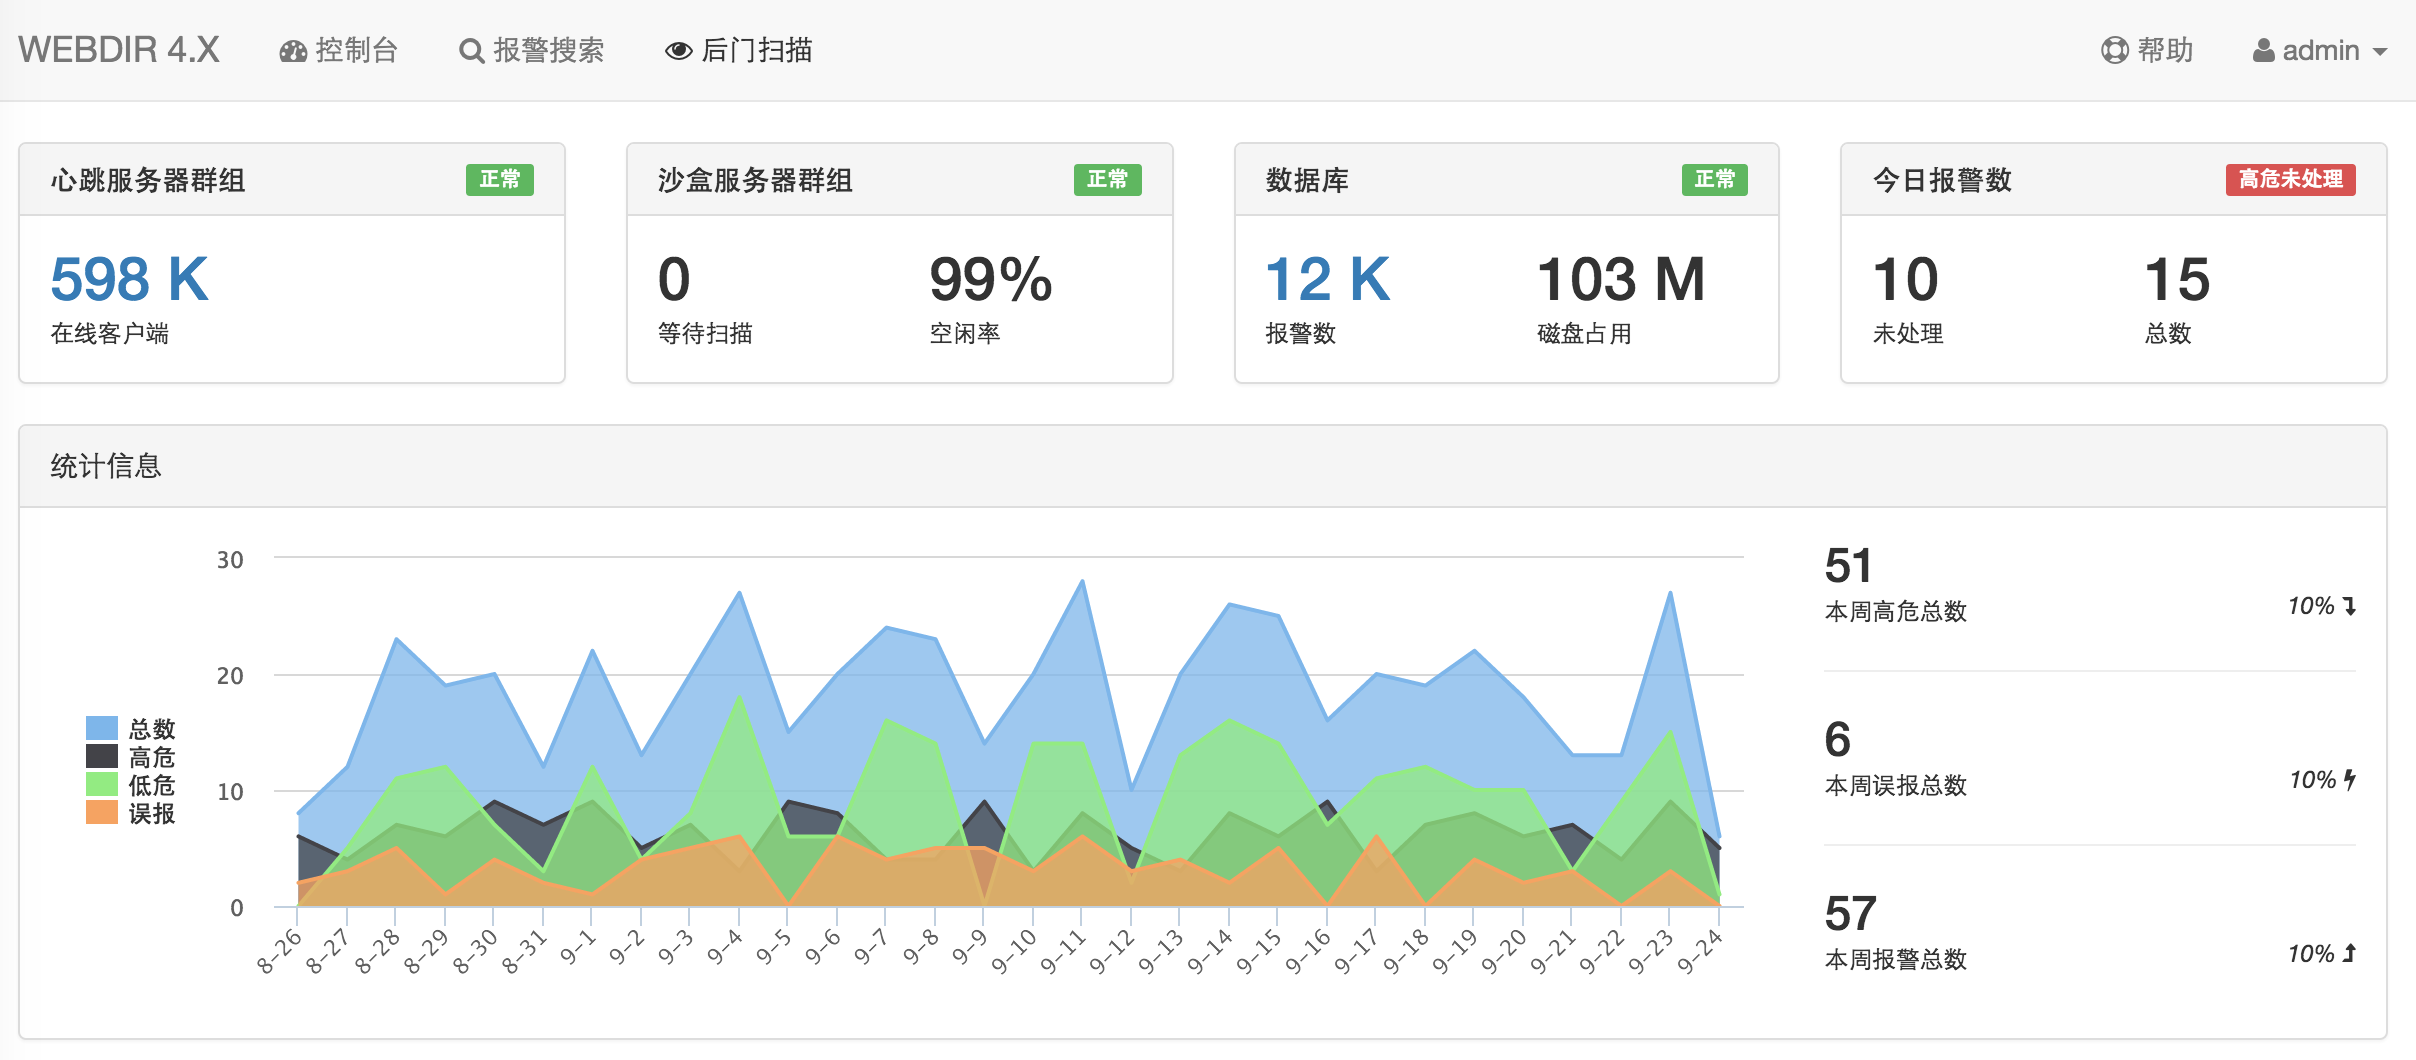 WEBDIR 4.X 控制台 报警搜索 后门扫描 帮助 admin
心跳服务器群组 正常
598 K
在线客户端
沙盒服务器群组 正常
0 99%
等待扫描 空闲率
数据库 正常
12 K 103 M
报警数 磁盘占用
今日报警数 高危未处理
10 15
未处理 总数
统计信息
总数
高危
低危
误报
30
20
10
0
8-26 8-27 8-28 8-29 8-30 8-31 9-1 9-2 9-3 9-4 9-5 9-6 9-7 9-8 9-9 9-10 9-11 9-12 9-13 9-14 9-15 9-16 9-17 9-18 9-19 9-20 9-21 9-22 9-23 9-24
51
本周高危总数 10%
6
本周误报总数 10%
57
本周报警总数 10%